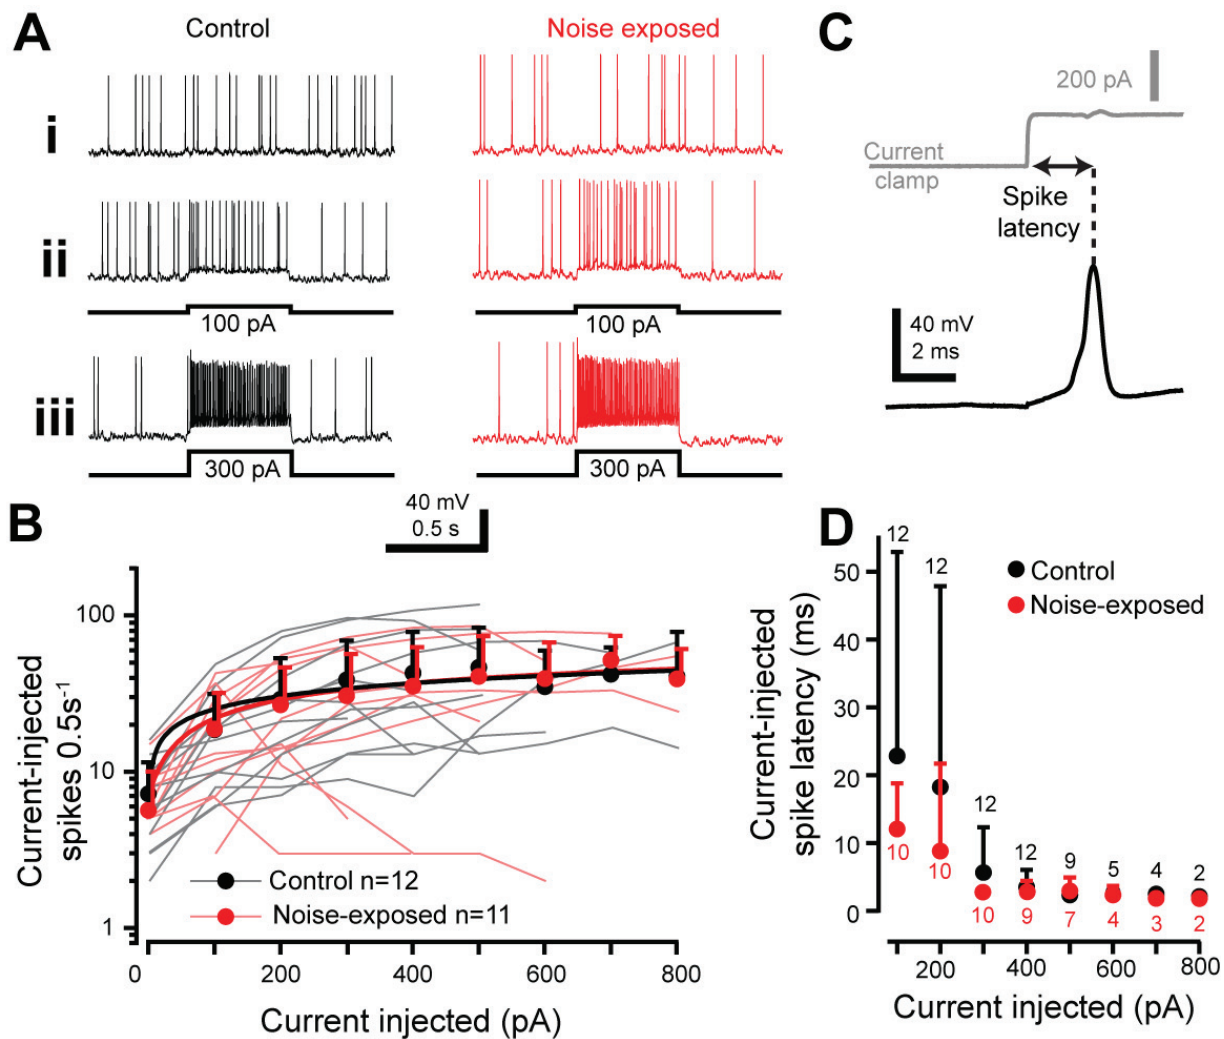 A
Control
Noise exposed
i
ii
100 pA
100 pA
iii
300 pA
300 pA
C
200 pA
Current
clamp
Spike
latency
40 mV
2 ms
B
40 mV
0.5 s
Current-injected
spikes 0.5s⁻¹
100
10
1
Control n=12
Noise-exposed n=11
0
200
400
600
800
Current injected (pA)
D
Current-injected
spike latency (ms)
50
40
30
20
10
0
12
12
12
12
9
5
4
2
10
10
10
9
7
4
3
2
Control
Noise-exposed
200
400
600
800
Current injected (pA)